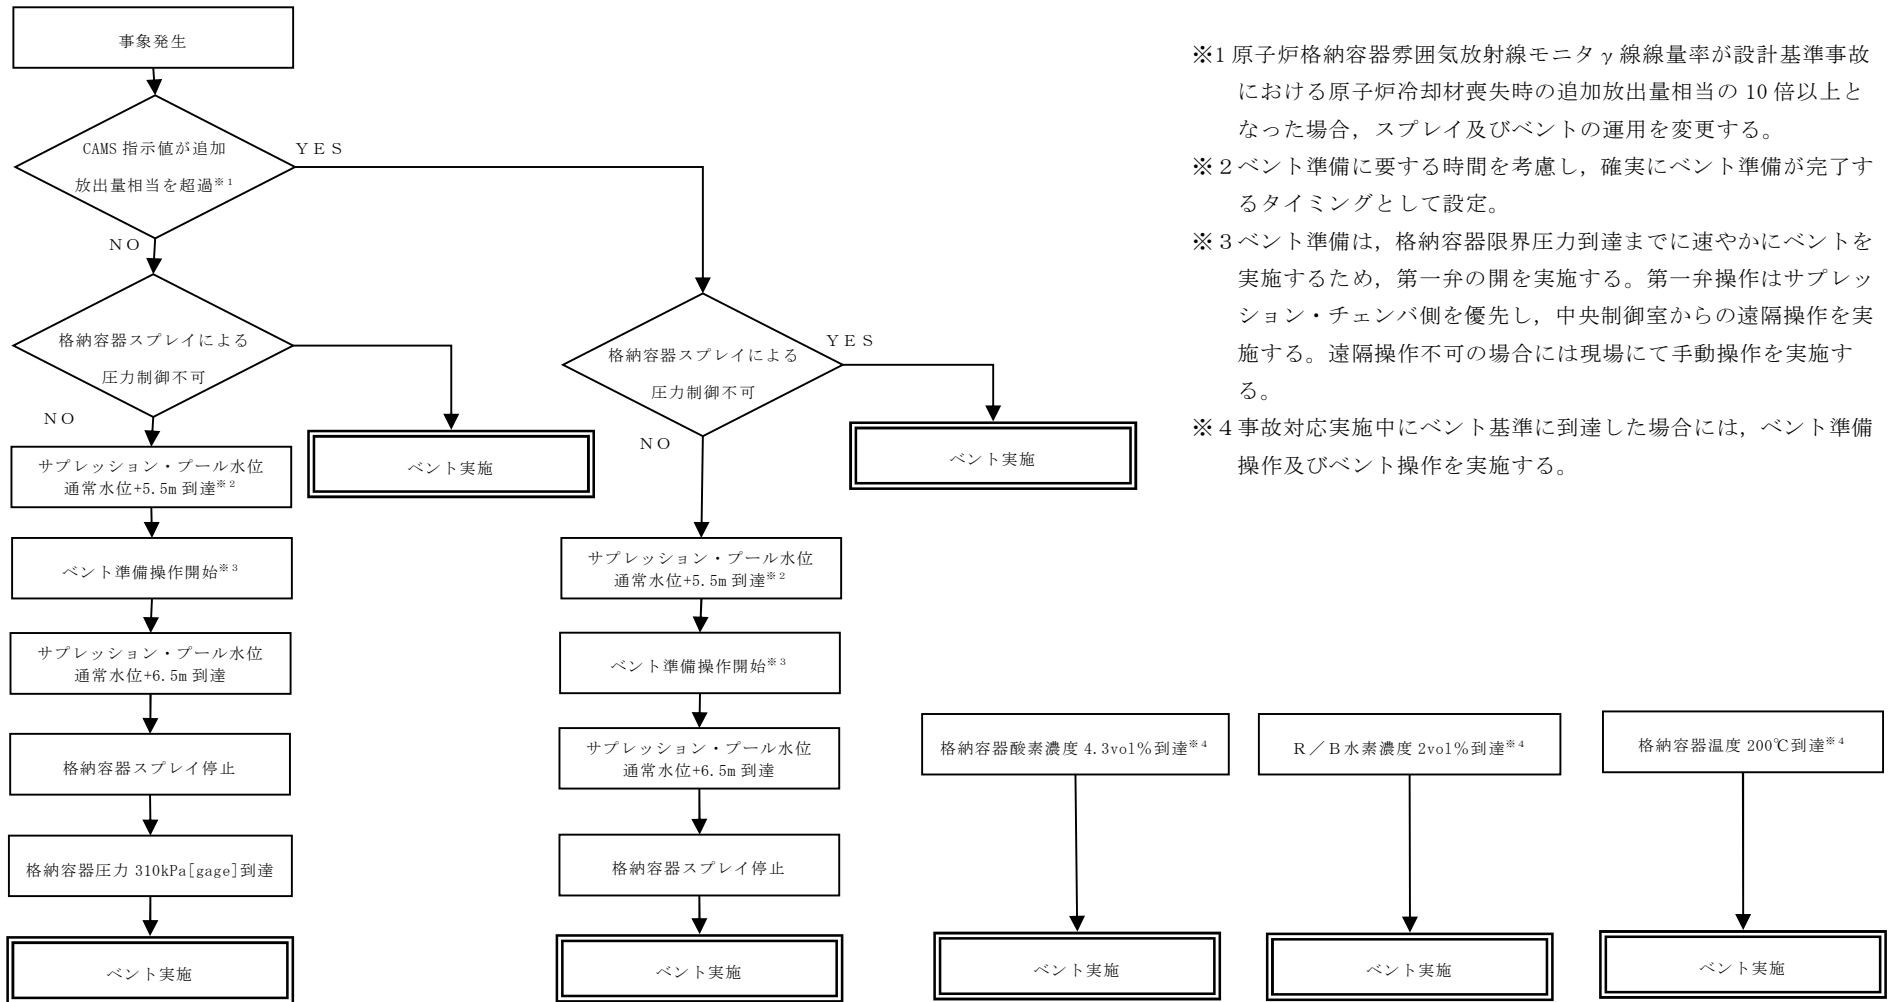 事象発生
CAMS 指示値が追加
放出量相当を超過※1
YES
NO
格納容器スプレイによる
圧力制御不可
NO
ベント実施
サプレッション・プール水位
通常水位+5.5m 到達※2
ベント準備操作開始※3
サプレッション・プール水位
通常水位+6.5m 到達
格納容器スプレイ停止
格納容器圧力 310kPa[gage]到達
ベント実施
格納容器スプレイによる
圧力制御不可
YES
NO
ベント実施
サプレッション・プール水位
通常水位+5.5m 到達※2
ベント準備操作開始※3
サプレッション・プール水位
通常水位+6.5m 到達
格納容器スプレイ停止
ベント実施
※1 原子炉格納容器雰囲気放射線モニタγ線線量率が設計基準事故
における原子炉冷却材喪失時の追加放出量相当の 10 倍以上と
なった場合，スプレイ及びベントの運用を変更する。
※２ベント準備に要する時間を考慮し，確実にベント準備が完了す
るタイミングとして設定。
※３ベント準備は，格納容器限界圧力到達までに速やかにベントを
実施するため，第一弁の開を実施する。第一弁操作はサプレッ
ション・チェンバ側を優先し，中央制御室からの遠隔操作を実
施する。遠隔操作不可の場合には現場にて手動操作を実施す
る。
※４事故対応実施中にベント基準に到達した場合には，ベント準備
操作及びベント操作を実施する。
格納容器酸素濃度 4.3vol％到達※4
ベント実施
Ｒ／Ｂ水素濃度 2vol％到達※4
ベント実施
格納容器温度 200℃到達※4
ベント実施